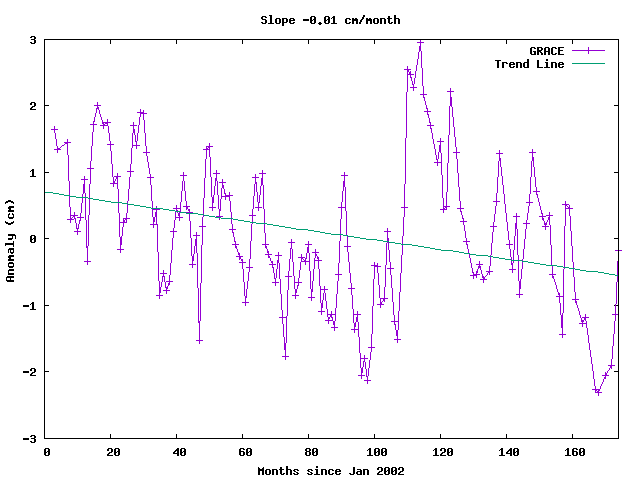 Slope -0.01 cm/month
GRACE
Trend Line
3
2
1
0
-1
-2
-3
Anomaly (cm)
0 20 40 60 80 100 120 140 160
Months since Jan 2002